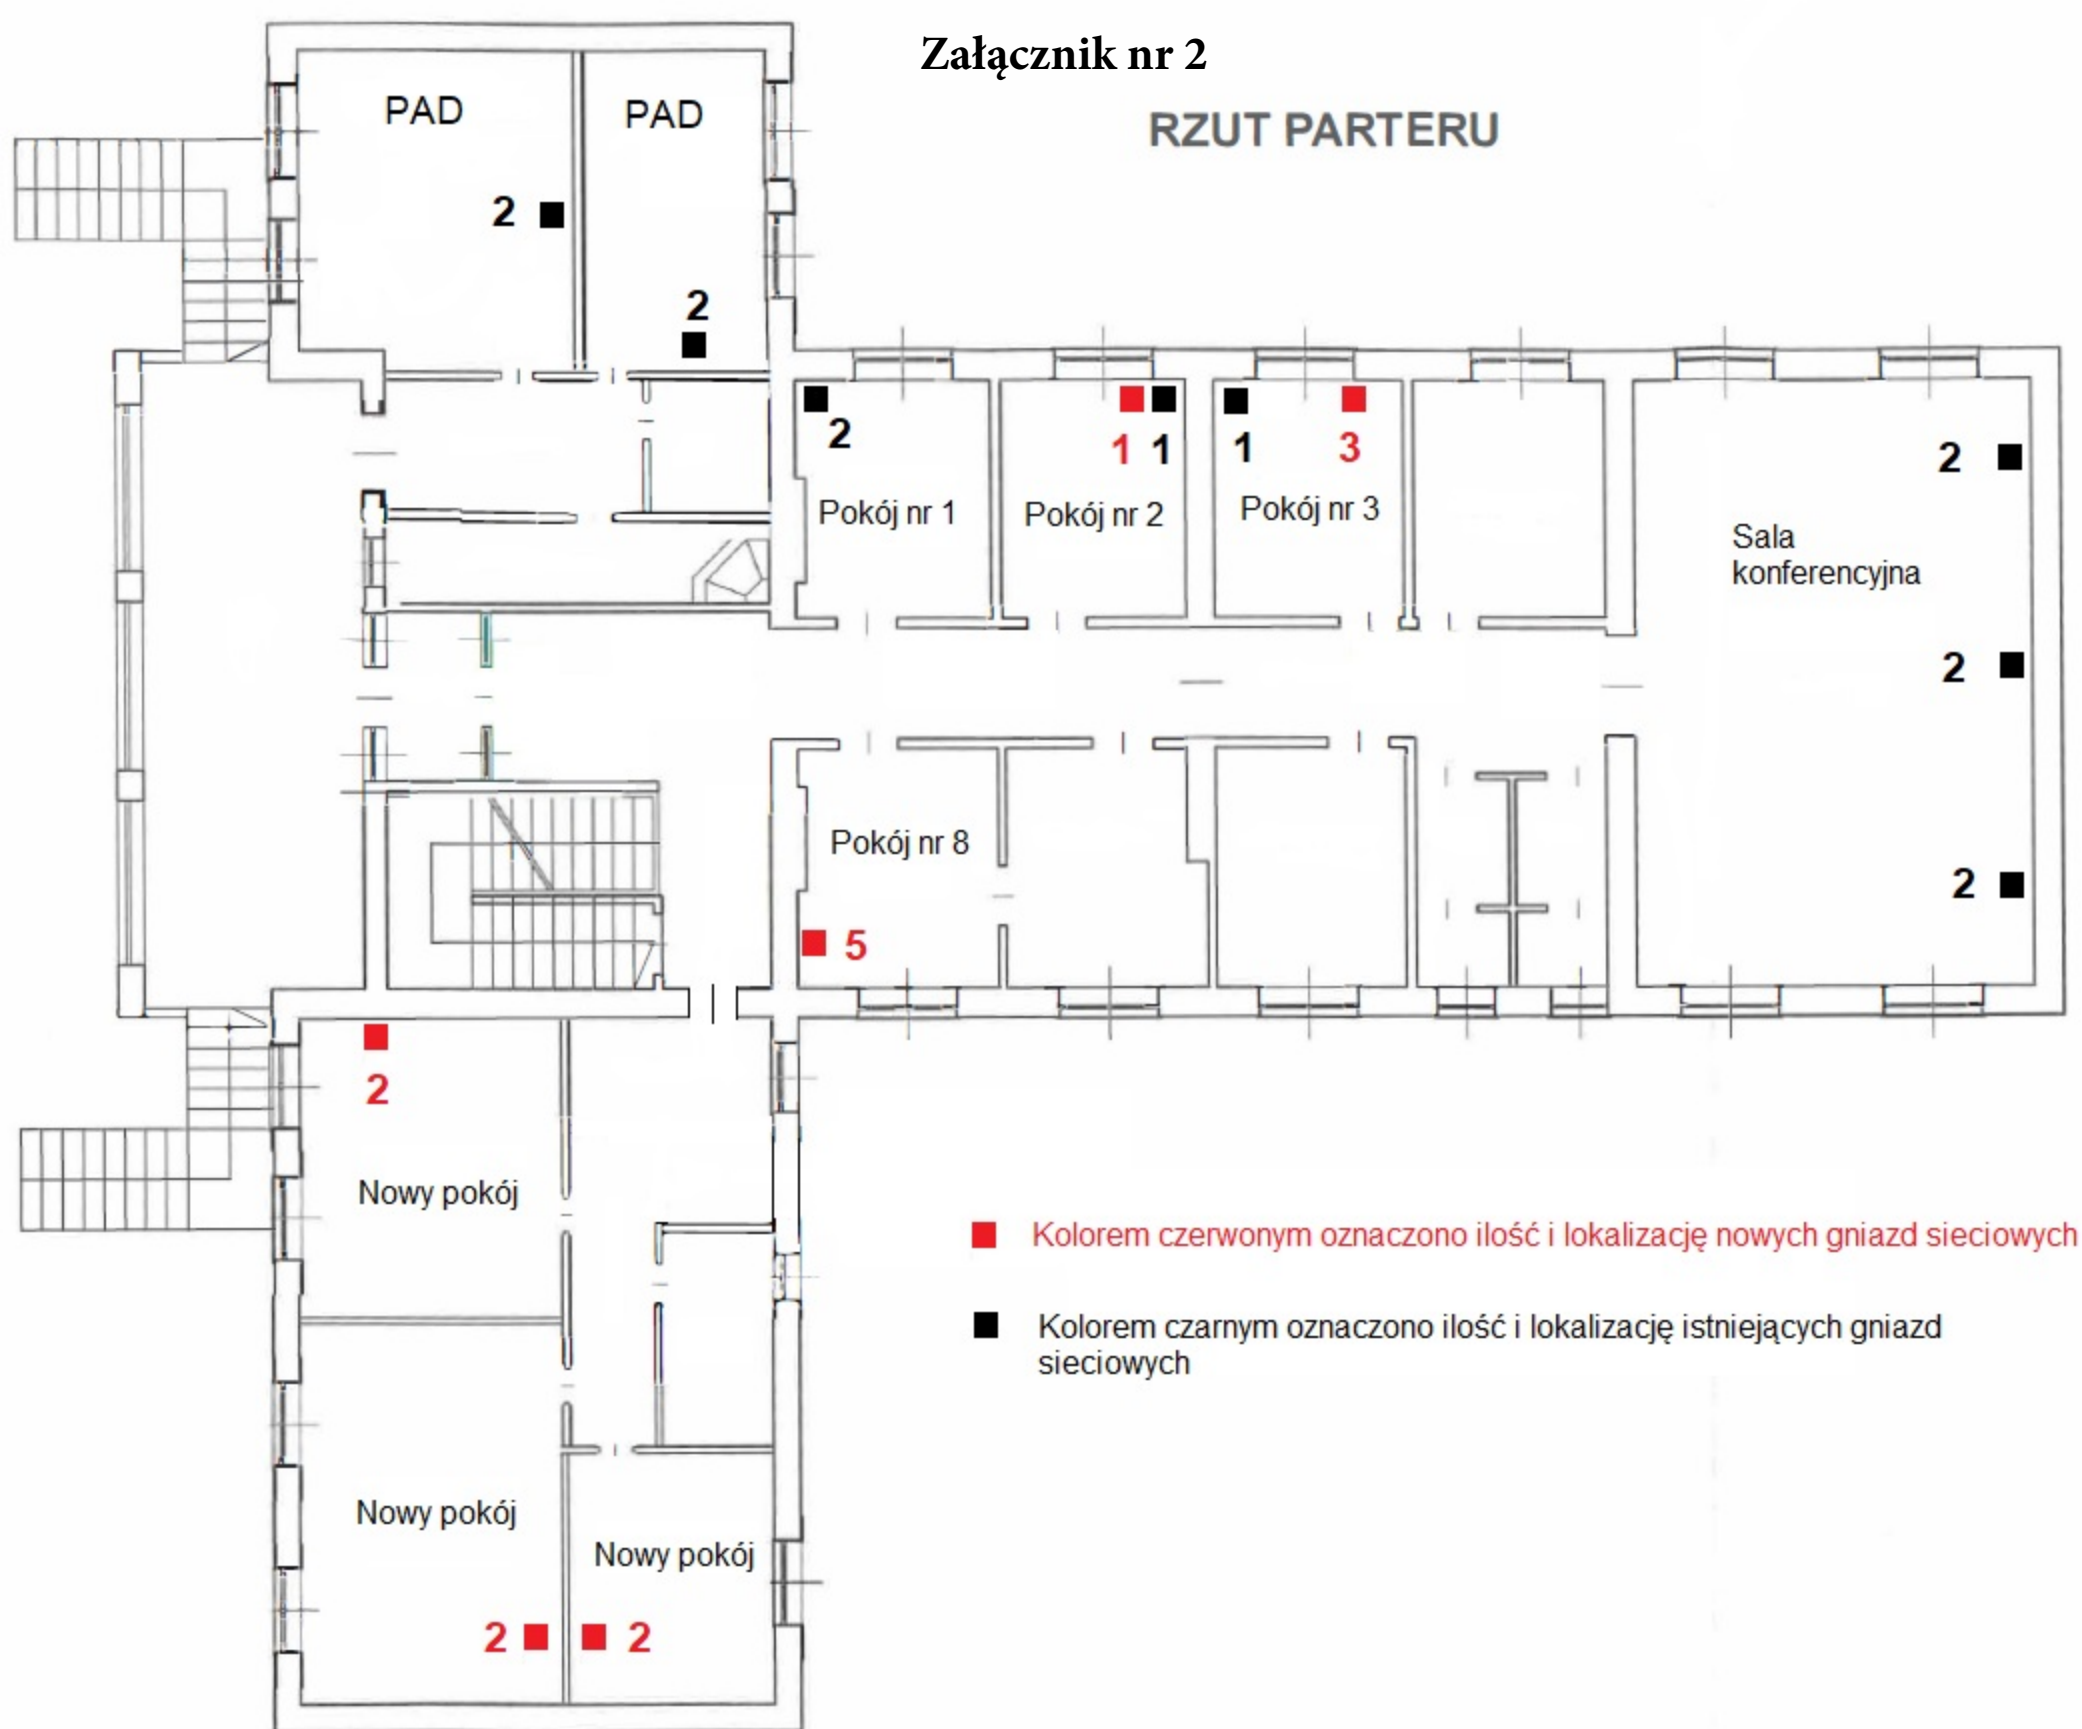 Załącznik nr 2
RZUT PARTERU
PAD
PAD
2
2
2
1
1
1
3
2
Pokój nr 1
Pokój nr 2
Pokój nr 3
Sala
konferencyjna
2
Pokój nr 8
2
5
2
Nowy pokój
Kolorem czerwonym oznaczono ilość i lokalizację nowych gniazd sieciowych
Kolorem czarnym oznaczono ilość i lokalizację istniejących gniazd
sieciowych
Nowy pokój
Nowy pokój
2
2